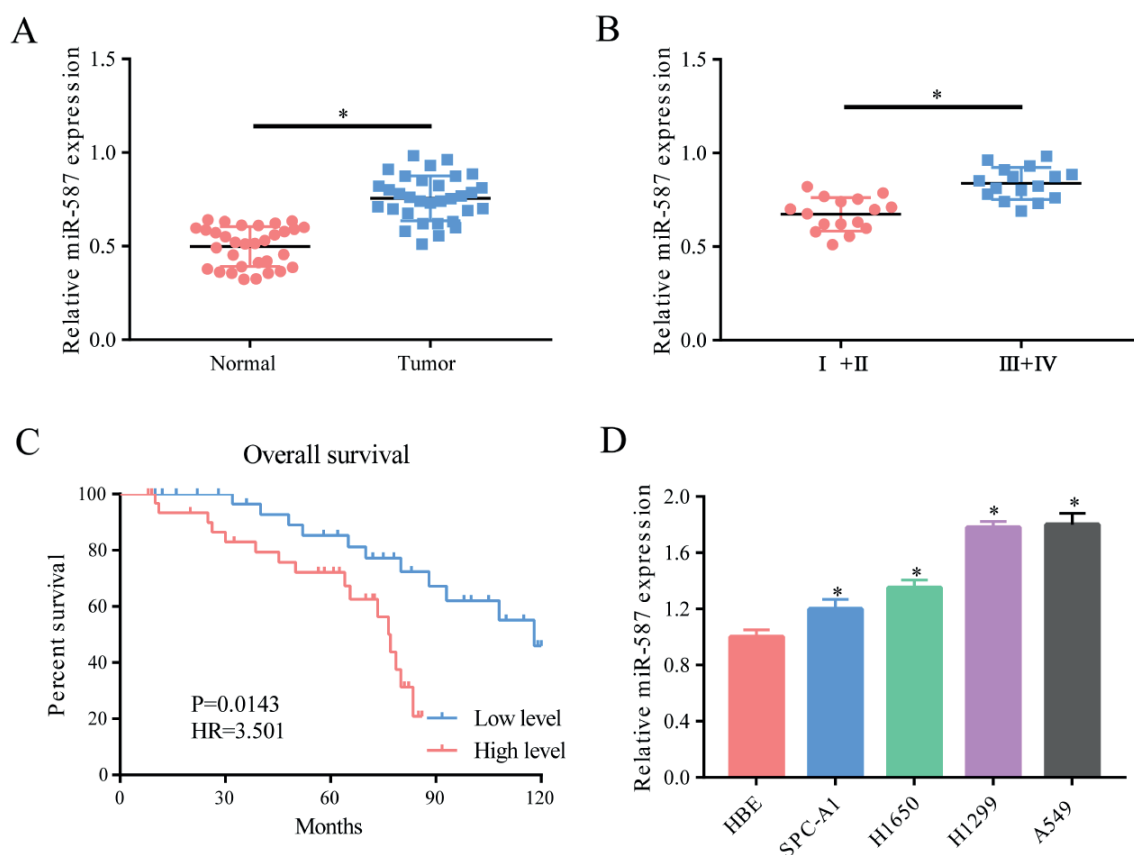 A
Relative miR-587 expression
1.5
1.0
0.5
0.0
*
Normal
Tumor
B
Relative miR-587 expression
1.5
1.0
0.5
0.0
*
Ⅰ +Ⅱ
Ⅲ+Ⅳ
C
Overall survival
Percent survival
100
80
60
40
20
0
P=0.0143
HR=3.501
Low level
High level
0
30
60
90
120
Months
D
Relative miR-587 expression
2.0
1.6
1.2
0.8
0.4
0.0
*
*
*
*
HBE
SPC-A1
H1650
H1299
A549